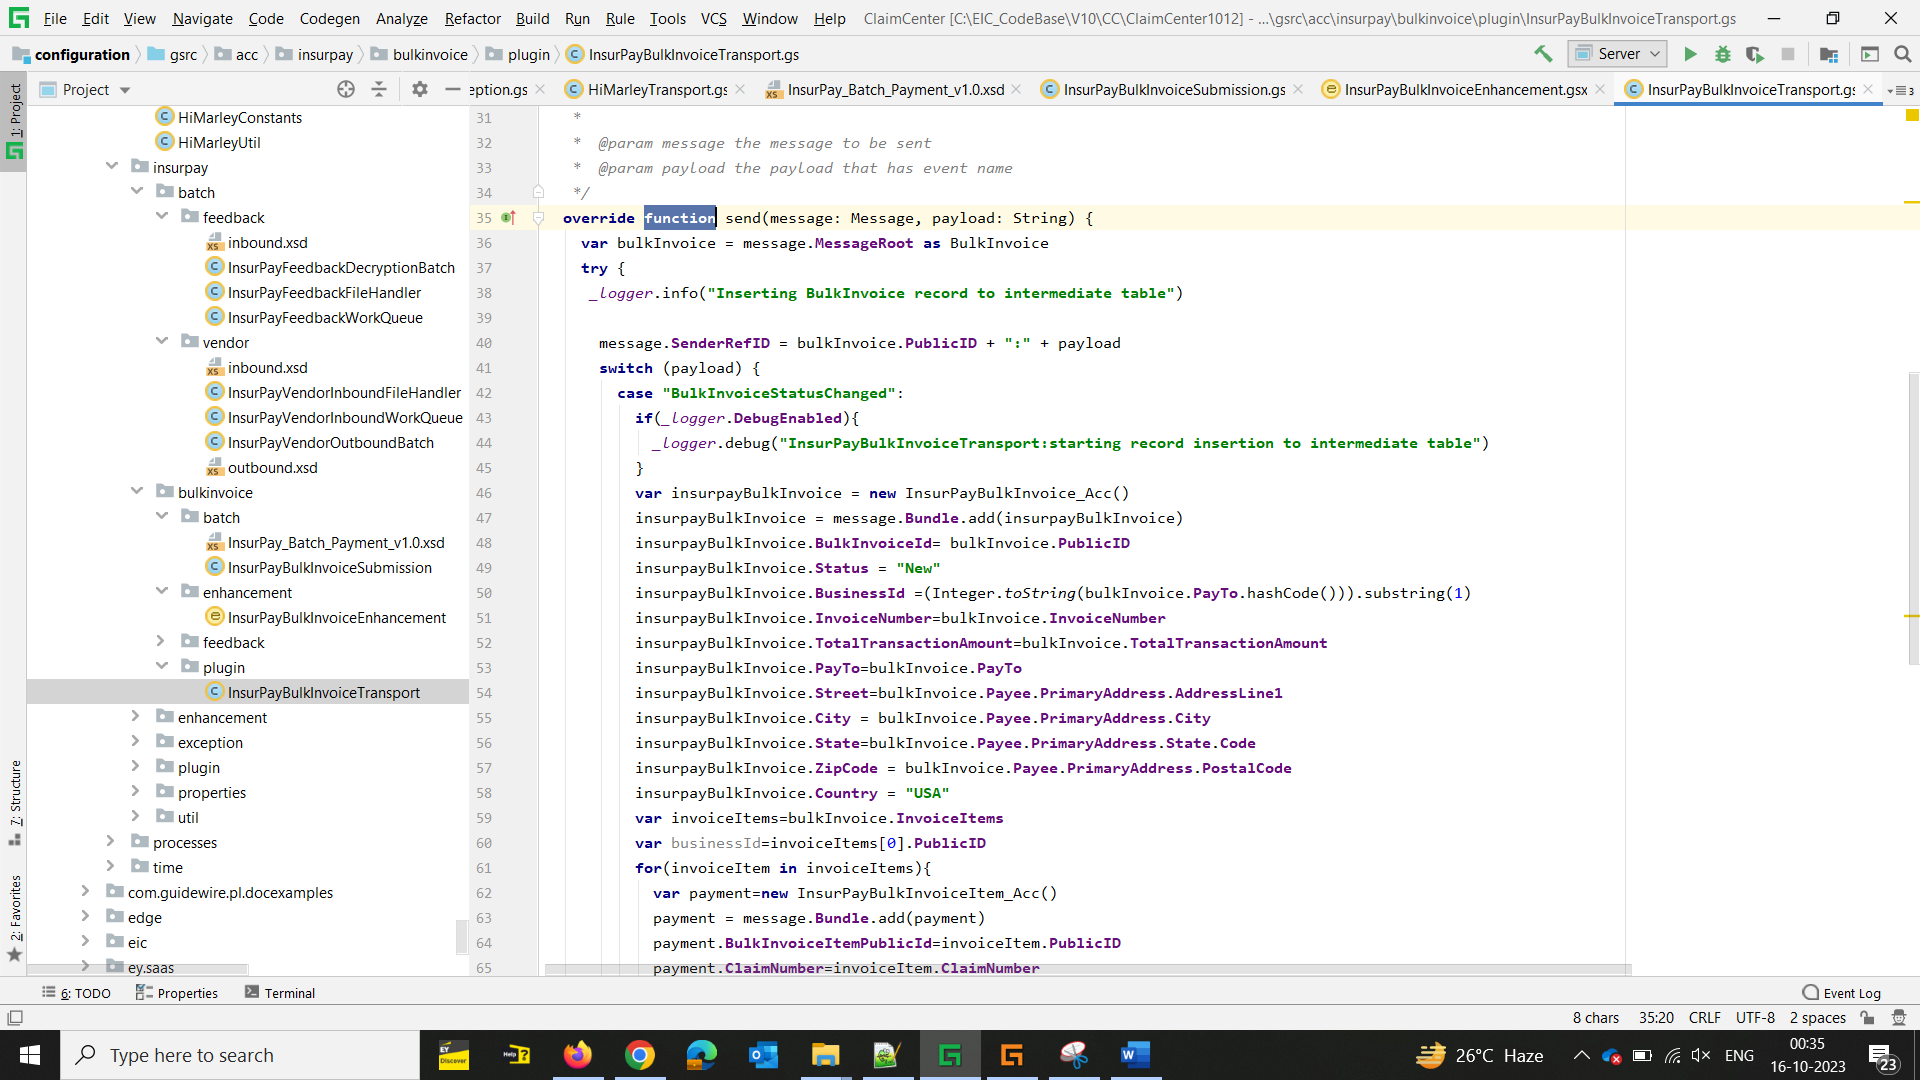 File Edit View Navigate Code Codegen Analyze Refactor Build Run Rule Tools VCS Window Help ClaimCenter [C:\EIC_CodeBase\V10\CC\ClaimCenter1012] - ...\gsrc\acc\insurpay\bulkinvoice\plugin\InsurPayBulkInvoiceTransport.gs
configuration gsrc acc insurpay bulkinvoice plugin InsurPayBulkInvoiceTransport.gs Server
Project eption.gs HiMarleyTransport.gs InsurPay_Batch_Payment_v1.0.xsd InsurPayBulkInvoiceSubmission.gs InsurPayBulkInvoiceEnhancement.gsx InsurPayBulkInvoiceTransport.gs 3
1: Project
7: Structure
2: Favorites
HiMarleyConstants
HiMarleyUtil
insurpay
batch
feedback
inbound.xsd
InsurPayFeedbackDecryptionBatch
InsurPayFeedbackFileHandler
InsurPayFeedbackWorkQueue
vendor
inbound.xsd
InsurPayVendorInboundFileHandler
InsurPayVendorInboundWorkQueue
InsurPayVendorOutboundBatch
outbound.xsd
bulkinvoice
batch
InsurPay_Batch_Payment_v1.0.xsd
InsurPayBulkInvoiceSubmission
enhancement
InsurPayBulkInvoiceEnhancement
feedback
plugin
InsurPayBulkInvoiceTransport
enhancement
exception
plugin
properties
util
processes
time
com.guidewire.pl.docexamples
edge
eic
ey.saas
31 *
32 * @param message the message to be sent
33 * @param payload the payload that has event name
34 */
35 override function send(message: Message, payload: String) {
36 var bulkInvoice = message.MessageRoot as BulkInvoice
37 try {
38 _logger.info("Inserting BulkInvoice record to intermediate table")
39
40 message.SenderRefID = bulkInvoice.PublicID + ":" + payload
41 switch (payload) {
42 case "BulkInvoiceStatusChanged":
43 if(_logger.DebugEnabled){
44 _logger.debug("InsurPayBulkInvoiceTransport:starting record insertion to intermediate table")
45 }
46 var insurpayBulkInvoice = new InsurPayBulkInvoice_Acc()
47 insurpayBulkInvoice = message.Bundle.add(insurpayBulkInvoice)
48 insurpayBulkInvoice.BulkInvoiceId= bulkInvoice.PublicID
49 insurpayBulkInvoice.Status = "New"
50 insurpayBulkInvoice.BusinessId =(Integer.toString(bulkInvoice.PayTo.hashCode())).substring(1)
51 insurpayBulkInvoice.InvoiceNumber=bulkInvoice.InvoiceNumber
52 insurpayBulkInvoice.TotalTransactionAmount=bulkInvoice.TotalTransactionAmount
53 insurpayBulkInvoice.PayTo=bulkInvoice.PayTo
54 insurpayBulkInvoice.Street=bulkInvoice.Payee.PrimaryAddress.AddressLine1
55 insurpayBulkInvoice.City = bulkInvoice.Payee.PrimaryAddress.City
56 insurpayBulkInvoice.State=bulkInvoice.Payee.PrimaryAddress.State.Code
57 insurpayBulkInvoice.ZipCode = bulkInvoice.Payee.PrimaryAddress.PostalCode
58 insurpayBulkInvoice.Country = "USA"
59 var invoiceItems=bulkInvoice.InvoiceItems
60 var businessId=invoiceItems[0].PublicID
61 for(invoiceItem in invoiceItems){
62 var payment=new InsurPayBulkInvoiceItem_Acc()
63 payment = message.Bundle.add(payment)
64 payment.BulkInvoiceItemPublicId=invoiceItem.PublicID
65 payment.ClaimNumber=invoiceItem.ClaimNumber
6: TODO Properties Terminal Event Log
8 chars 35:20 CRLF UTF-8 2 spaces
Type here to search EY Discover Help ? 26°C Haze ENG 00:35
16-10-2023 23